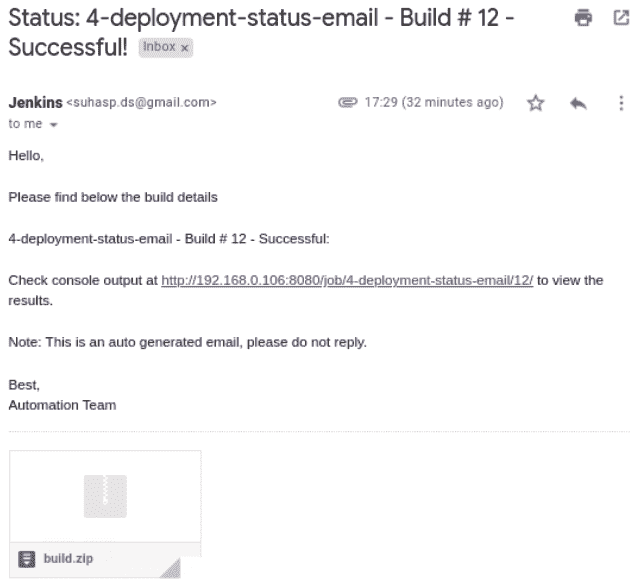 Status: 4-deployment-status-email - Build # 12 -
Successful! Inbox x
Jenkins <suhasp.ds@gmail.com> 17:29 (32 minutes ago)
to me
Hello,
Please find below the build details
4-deployment-status-email - Build # 12 - Successful:
Check console output at http://192.168.0.106:8080/job/4-deployment-status-email/12/ to view the
results.
Note: This is an auto generated email, please do not reply.
Best,
Automation Team
build.zip